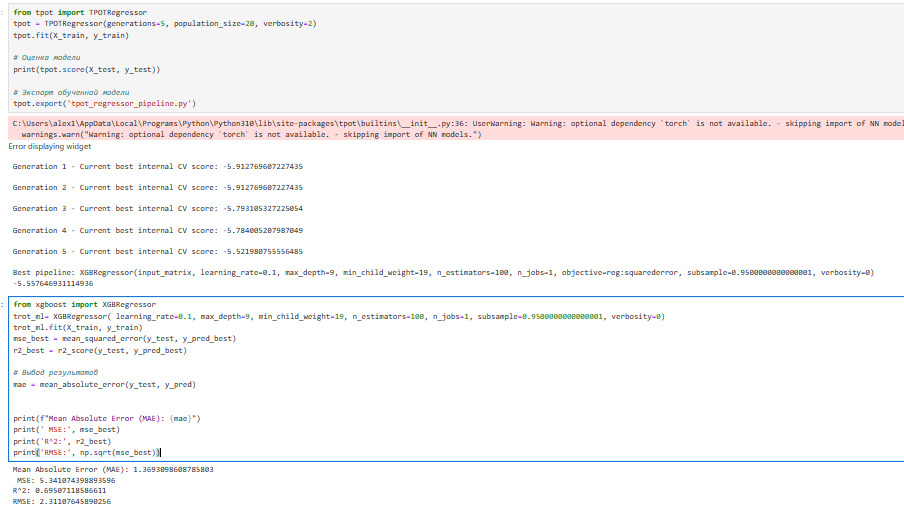 from tpot import TPOTRegressor
tpot = TPOTRegressor(generations=5, population_size=20, verbosity=2)
tpot.fit(X_train, y_train)
# Оценка модели
print(tpot.score(X_test, y_test))
# Экспорт обученной модели
tpot.export('tpot_regressor_pipeline.py')
C:\Users\alex1\AppData\Local\Programs\Python\Python310\lib\site-packages\tpot\builtins\__init__.py:36: UserWarning: Warning: optional dependency `torch` is not available. - skipping import of NN model
warnings.warn("Warning: optional dependency `torch` is not available. - skipping import of NN models.")
Error displaying widget
Generation 1 - Current best internal CV score: -5.912769607227435
Generation 2 - Current best internal CV score: -5.912769607227435
Generation 3 - Current best internal CV score: -5.793105327225054
Generation 4 - Current best internal CV score: -5.784005207987049
Generation 5 - Current best internal CV score: -5.521980755556485
Best pipeline: XGBRegressor(input_matrix, learning_rate=0.1, max_depth=9, min_child_weight=19, n_estimators=100, n_jobs=1, objective=reg:squarederror, subsample=0.9500000000000001, verbosity=0)
-5.557646931114936
from xgboost import XGBRegressor
trot_ml= XGBRegressor( learning_rate=0.1, max_depth=9, min_child_weight=19, n_estimators=100, n_jobs=1, subsample=0.9500000000000001, verbosity=0)
trot_ml.fit(X_train, y_train)
mse_best = mean_squared_error(y_test, y_pred_best)
r2_best = r2_score(y_test, y_pred_best)
# Вывод результатов
mae = mean_absolute_error(y_test, y_pred)
print(f"Mean Absolute Error (MAE): {mae}")
print(' MSE:', mse_best)
print('R^2:', r2_best)
print('RMSE:', np.sqrt(mse_best))
Mean Absolute Error (MAE): 1.3693098608785803
MSE: 5.341074398893596
R^2: 0.69507118586611
RMSE: 2.31107645890256